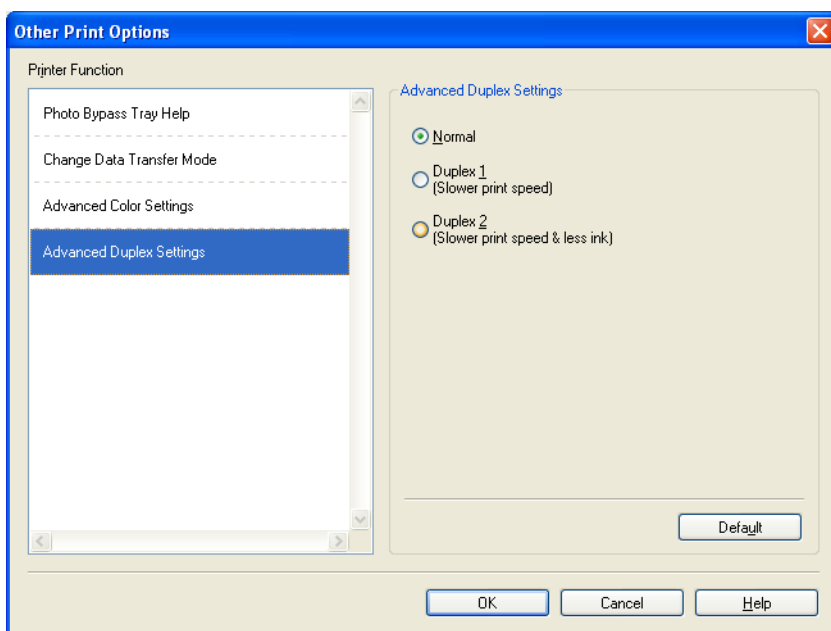 Other Print Options
Printer Function
Photo Bypass Tray Help
Change Data Transfer Mode
Advanced Color Settings
Advanced Duplex Settings
Advanced Duplex Settings
Normal
Duplex 1
(Slower print speed)
Duplex 2
(Slower print speed & less ink)
Default
OK
Cancel
Help